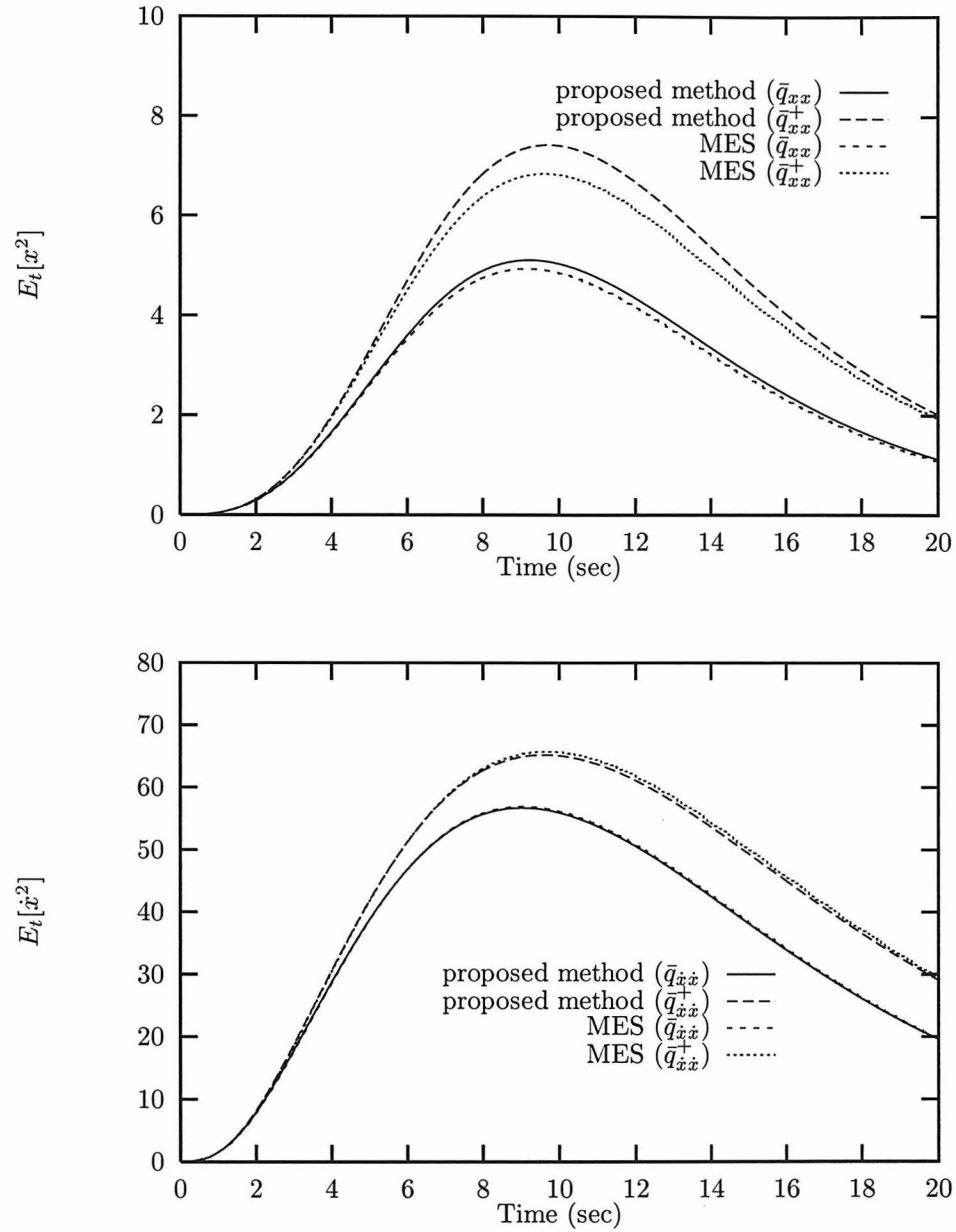 10
8
6
4
2
0
E_t[x²]
proposed method (q̄_xx)
proposed method (q̄⁺_xx)
MES (q̄_xx)
MES (q̄⁺_xx)
0 2 4 6 8 10 12 14 16 18 20
Time (sec)
80
70
60
50
40
30
20
10
0
E_t[ẋ²]
proposed method (q̄_ẋẋ)
proposed method (q̄⁺_ẋẋ)
MES (q̄_ẋẋ)
MES (q̄⁺_ẋẋ)
0 2 4 6 8 10 12 14 16 18 20
Time (sec)